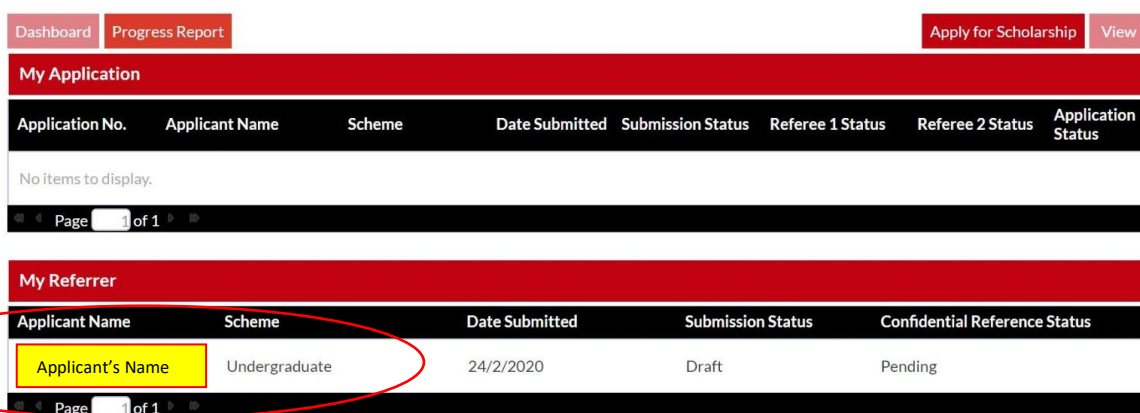 Dashboard Progress Report Apply for Scholarship View
My Application
Application No. Applicant Name Scheme Date Submitted Submission Status Referee 1 Status Referee 2 Status Application Status
No items to display.
Page 1 of 1
My Referrer
Applicant Name Scheme Date Submitted Submission Status Confidential Reference Status
Applicant's Name Undergraduate 24/2/2020 Draft Pending
Page 1 of 1